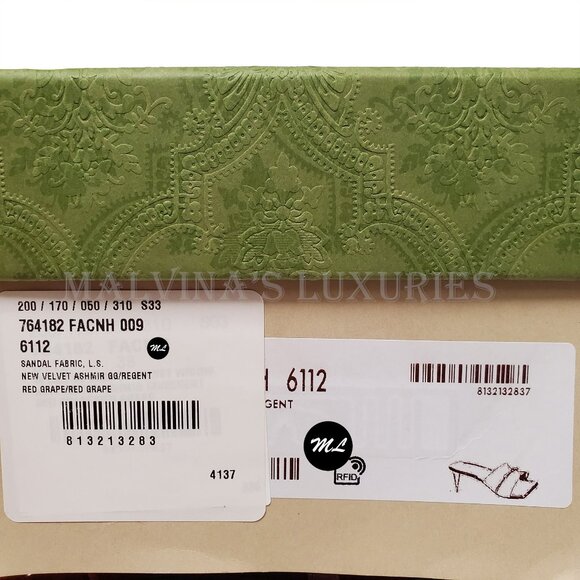 MALVINA'S LUXURIES
200 / 170 / 050 / 310 S33
764182 FACNH 009
6112
ML
SANDAL FABRIC, L.S.
NEW VELVET ASHMIR GG/REGENT
RED GRAPE/RED GRAPE
813213283
4137
H 6112
GENT
8132132837
ML
RFID